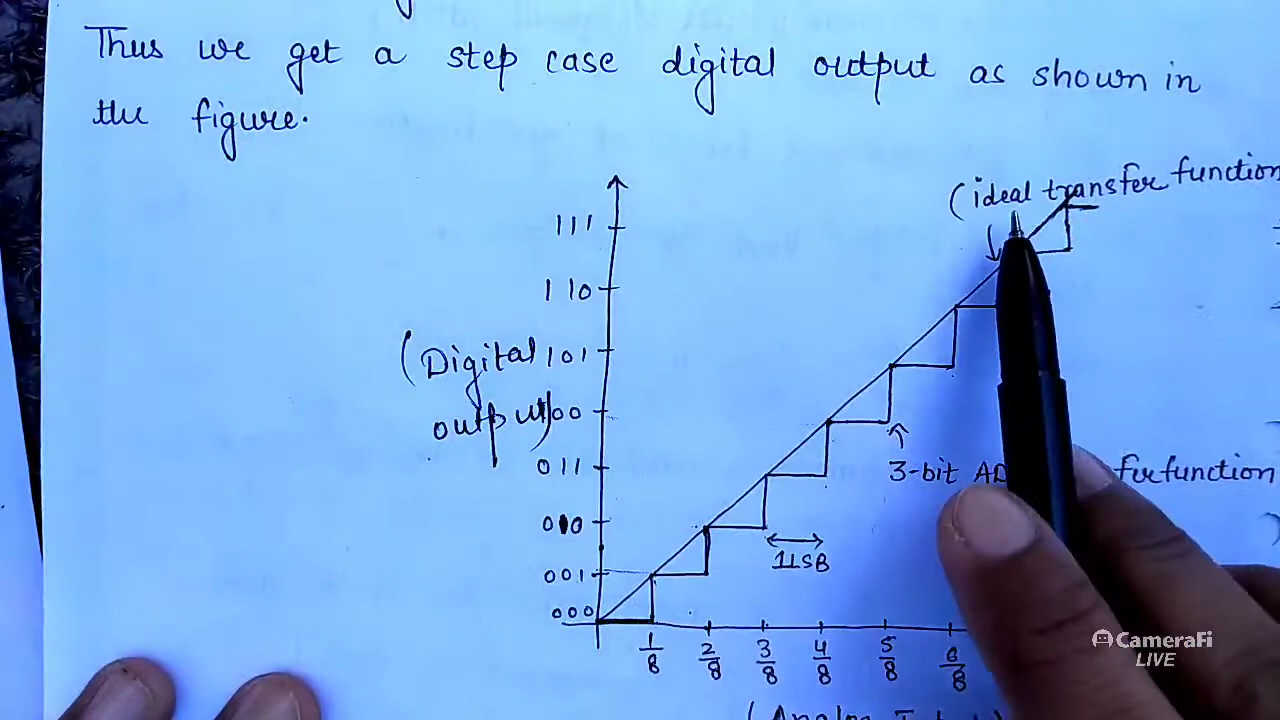 Thus we get a step case digital output as shown in
the figure.
(ideal transfer function
111
110
101
(Digital
output)
100
011
3-bit
function
010
1LSB
001
000
1/8 2/8 3/8 4/8 5/8 6/8
CameraFi
LIVE
(Analog